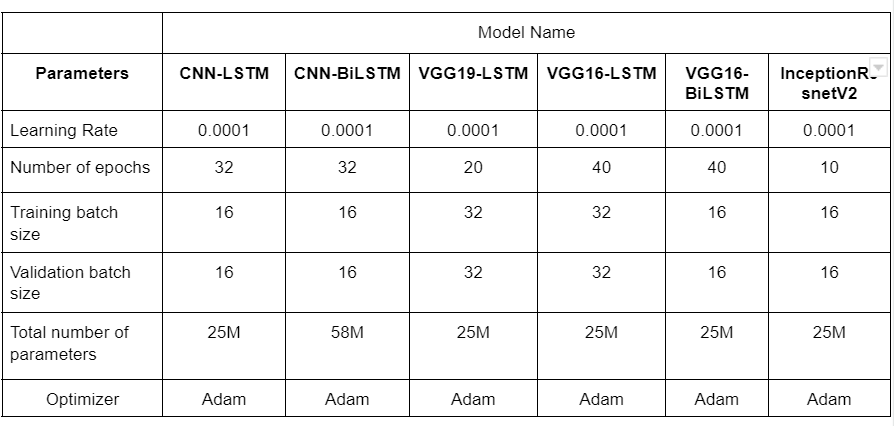 Model Name
Parameters CNN-LSTM CNN-BiLSTM VGG19-LSTM VGG16-LSTM VGG16- InceptionRe
BiLSTM snetV2
Learning Rate 0.0001 0.0001 0.0001 0.0001 0.0001 0.0001
Number of epochs 32 32 20 40 40 10
Training batch 16 16 32 32 16 16
size
Validation batch 16 16 32 32 16 16
size
Total number of 25M 58M 25M 25M 25M 25M
parameters
Optimizer Adam Adam Adam Adam Adam Adam